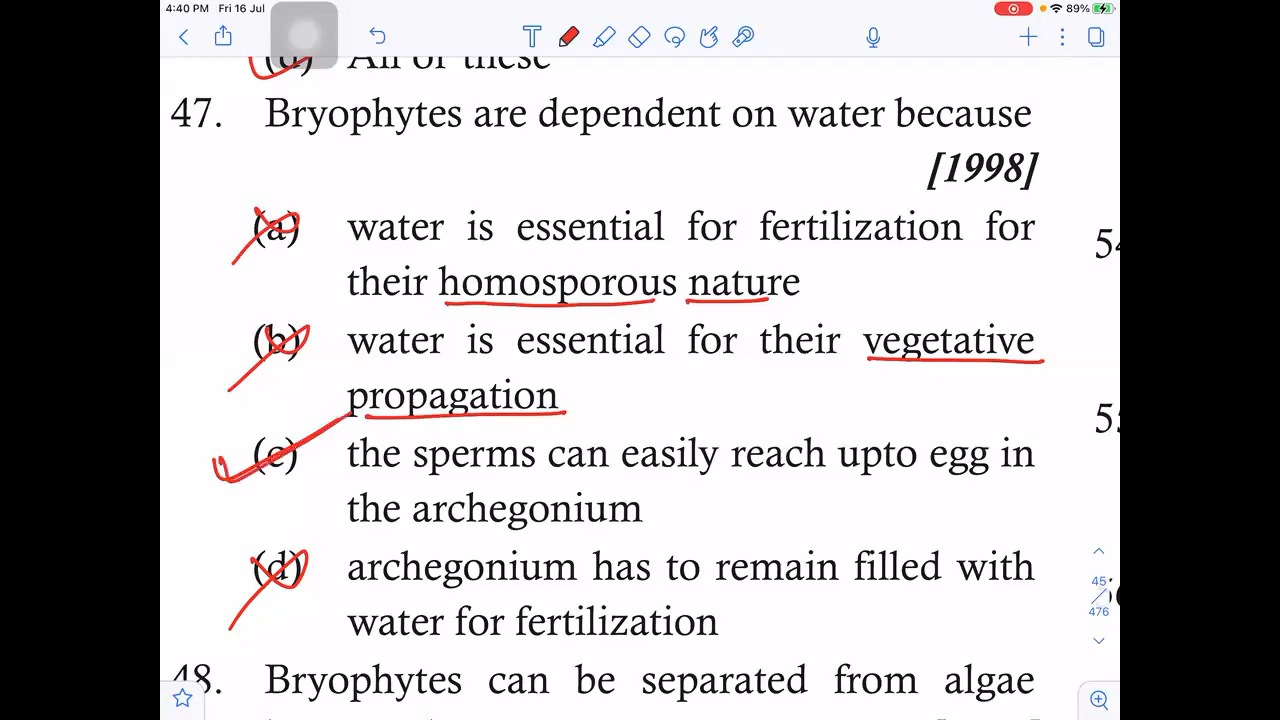 4:40 PM Fri 16 Jul
89%
(d) All of these
47. Bryophytes are dependent on water because
[1998]
(a) water is essential for fertilization for
their homosporous nature
(b) water is essential for their vegetative
propagation
(c) the sperms can easily reach upto egg in
the archegonium
(d) archegonium has to remain filled with
water for fertilization
48. Bryophytes can be separated from algae
45
476